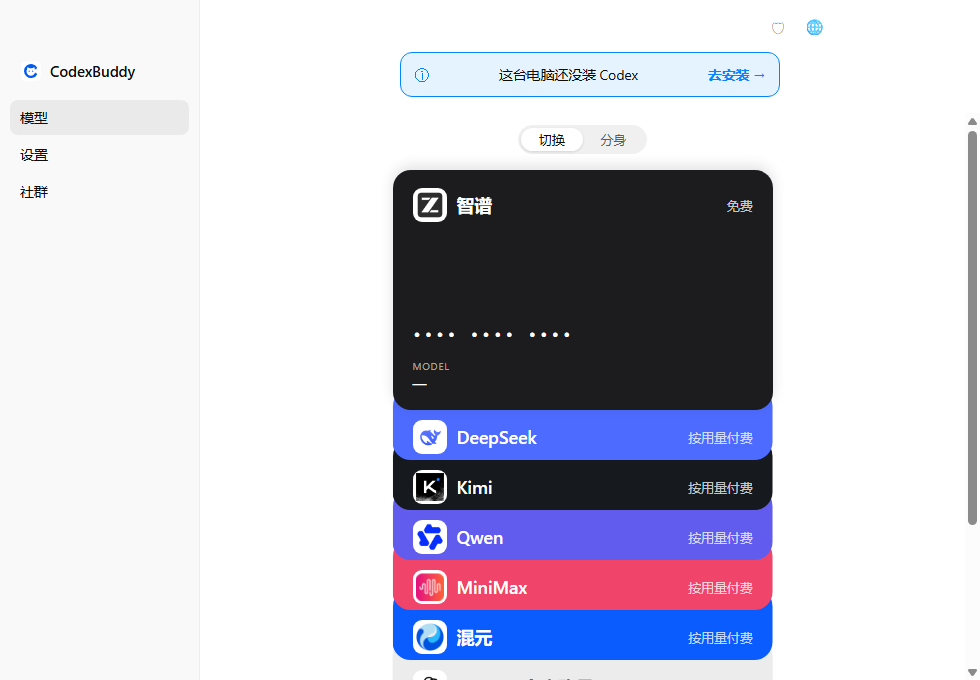 CodexBuddy
模型
设置
社群
这台电脑还没装 Codex
去安装 →
切换
分身
智谱
免费
•••• •••• ••••
MODEL
—
DeepSeek
按用量付费
Kimi
按用量付费
Qwen
按用量付费
MiniMax
按用量付费
混元
按用量付费